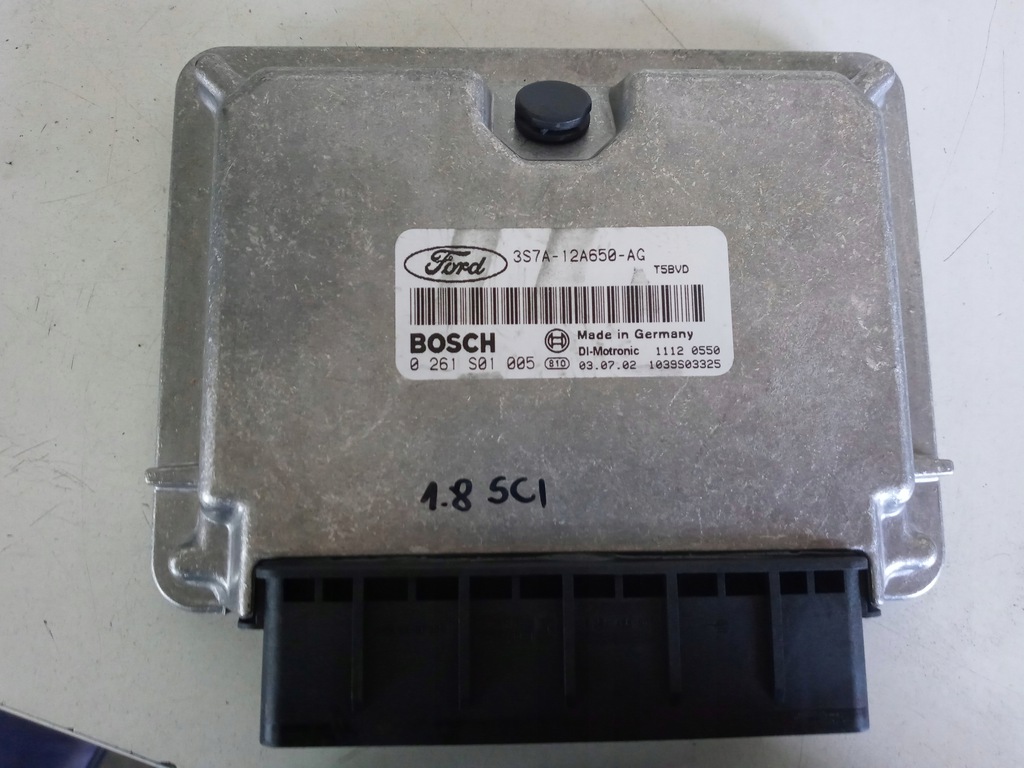 Ford 3S7A-12A650-AG
T5BVD
BOSCH Made in Germany
DI-Motronic 1112 0550
0 261 S01 005 810 03.07.02 1039S03325
1.8 SCI